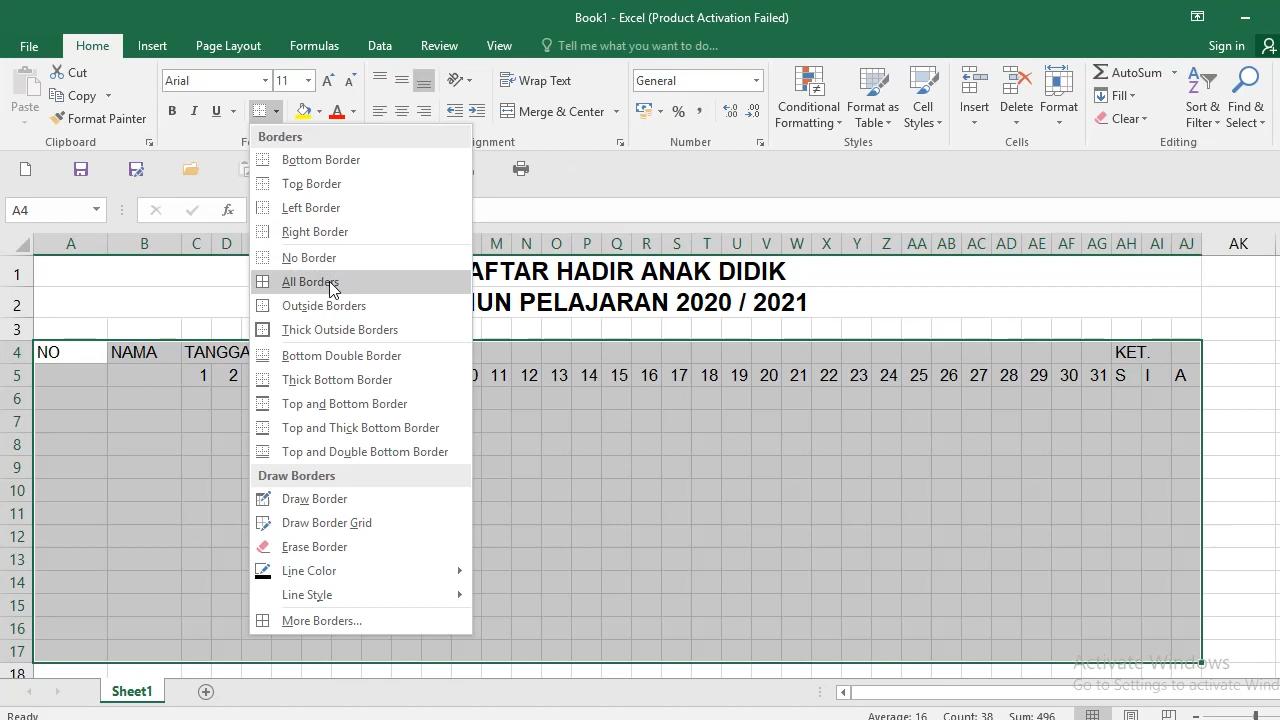 Book1 - Excel (Product Activation Failed)
File Home Insert Page Layout Formulas Data Review View Tell me what you want to do... Sign in
Cut
Copy
Format Painter
Paste
Clipboard
Arial 11
B I U
Wrap Text
Merge & Center
General
Number
Conditional Formatting
Format as Table
Cell Styles
Styles
Insert Delete Format
Cells
AutoSum
Fill
Clear
Sort & Filter
Find & Select
Editing
A4
fx
Borders
Bottom Border
Top Border
Left Border
Right Border
No Border
All Borders
Outside Borders
Thick Outside Borders
Bottom Double Border
Thick Bottom Border
Top and Bottom Border
Top and Thick Bottom Border
Top and Double Bottom Border
Draw Borders
Draw Border
Draw Border Grid
Erase Border
Line Color
Line Style
More Borders...
A B C D M N O P Q R S T U V W X Y Z AA AB AC AD AE AF AG AH AI AJ AK
1 AFTAR HADIR ANAK DIDIK
2 UN PELAJARAN 2020 / 2021
3
4 NO NAMA TANGGA KET.
5 1 2 0 11 12 13 14 15 16 17 18 19 20 21 22 23 24 25 26 27 28 29 30 31 S I A
6
7
8
9
10
11
12
13
14
15
16
17
18
Activate Windows
Go to Settings to activate Wind
Sheet1
Ready
Average: 16 Count: 38 Sum: 496